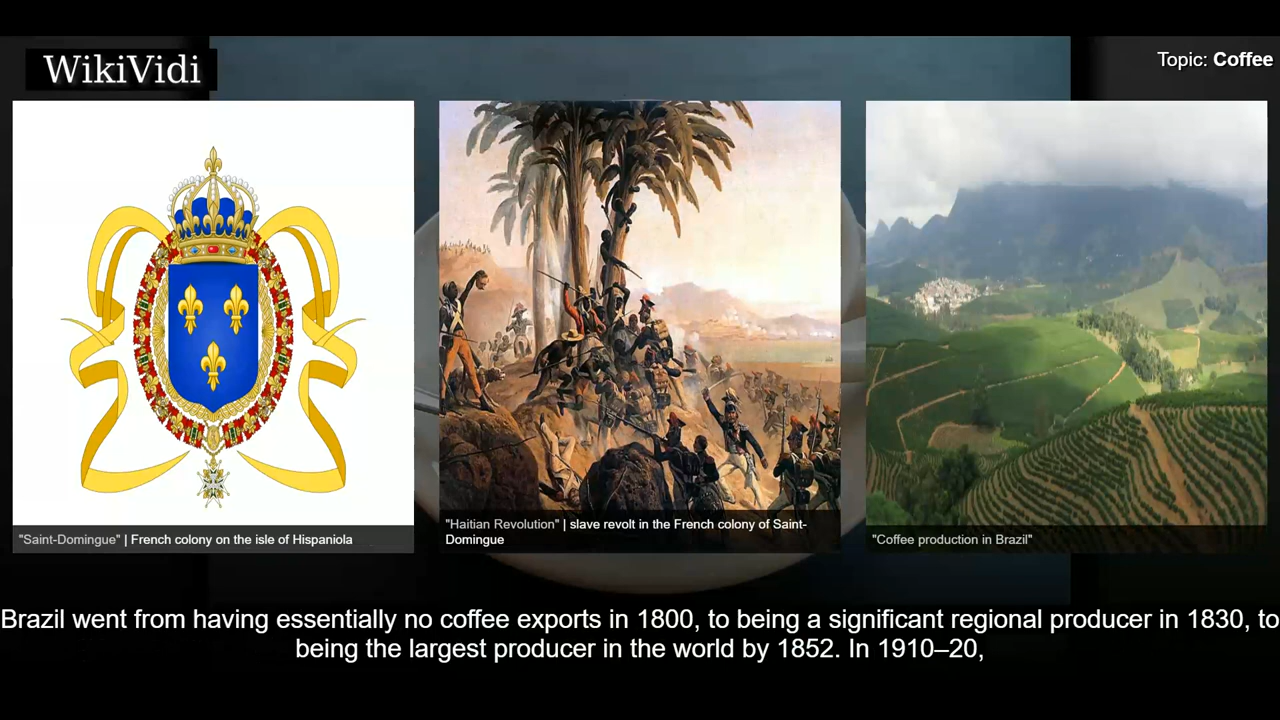 WikiVidi
Topic: Coffee
"Saint-Domingue" | French colony on the isle of Hispaniola
"Haitian Revolution" | slave revolt in the French colony of Saint-
Domingue
"Coffee production in Brazil"
Brazil went from having essentially no coffee exports in 1800, to being a significant regional producer in 1830, to
being the largest producer in the world by 1852. In 1910–20,